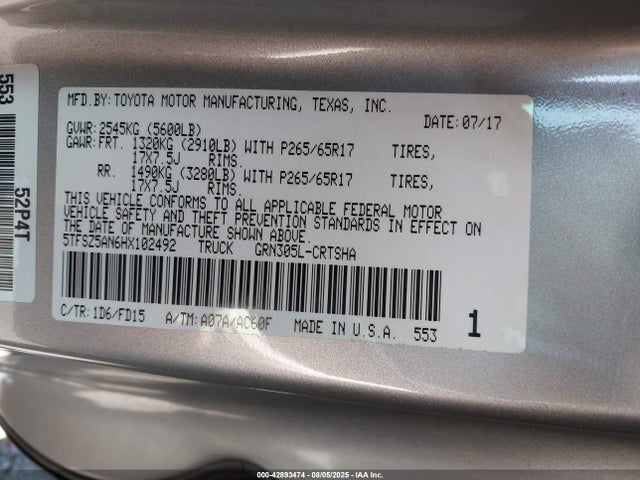 MFD.BY: TOYOTA MOTOR MANUFACTURING, TEXAS, INC.
DATE: 07/17
GVWR: 2545KG (5600LB)
GAWR: FRT. 1320KG (2910LB) WITH P265/65R17 TIRES,
17X7.5J RIMS.
RR. 1490KG (3280LB) WITH P265/65R17 TIRES,
17X7.5J RIMS.
THIS VEHICLE CONFORMS TO ALL APPLICABLE FEDERAL MOTOR
VEHICLE SAFETY AND THEFT PREVENTION STANDARDS IN EFFECT ON
THE DATE OF MANUFACTURE SHOWN ABOVE.
5TFSZ5AN6HX102492 TRUCK GRN305L-CRTSHA
C/TR: 1D6/FD15 A/TM: A07A/AC60F MADE IN U.S.A. 553 1
553
52P4T
000-42893474 | 08/05/2025 | IAA Inc.